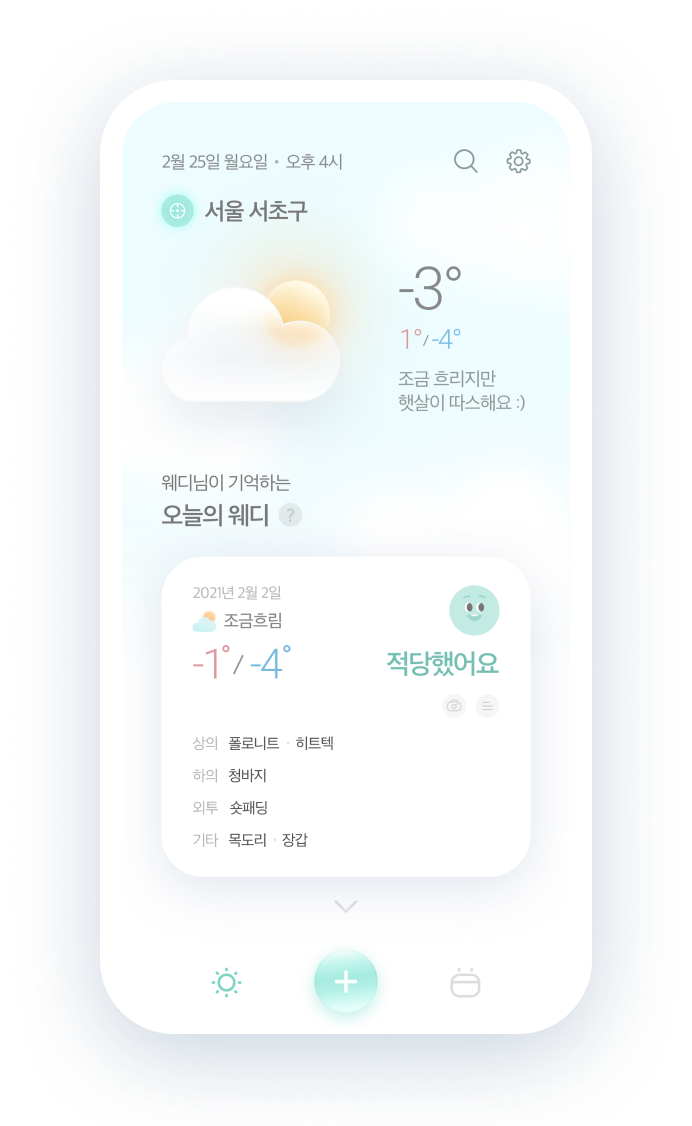 2월 25일 월요일 • 오후 4시
서울 서초구
-3°
1°/-4°
조금 흐리지만
햇살이 따스해요 :)
웨디님이 기억하는
오늘의 웨디 ?
2021년 2월 2일
조금흐림
-1°/ -4°
적당했어요
상의 폴로니트 · 히트텍
하의 청바지
외투 숏패딩
기타 목도리 · 장갑